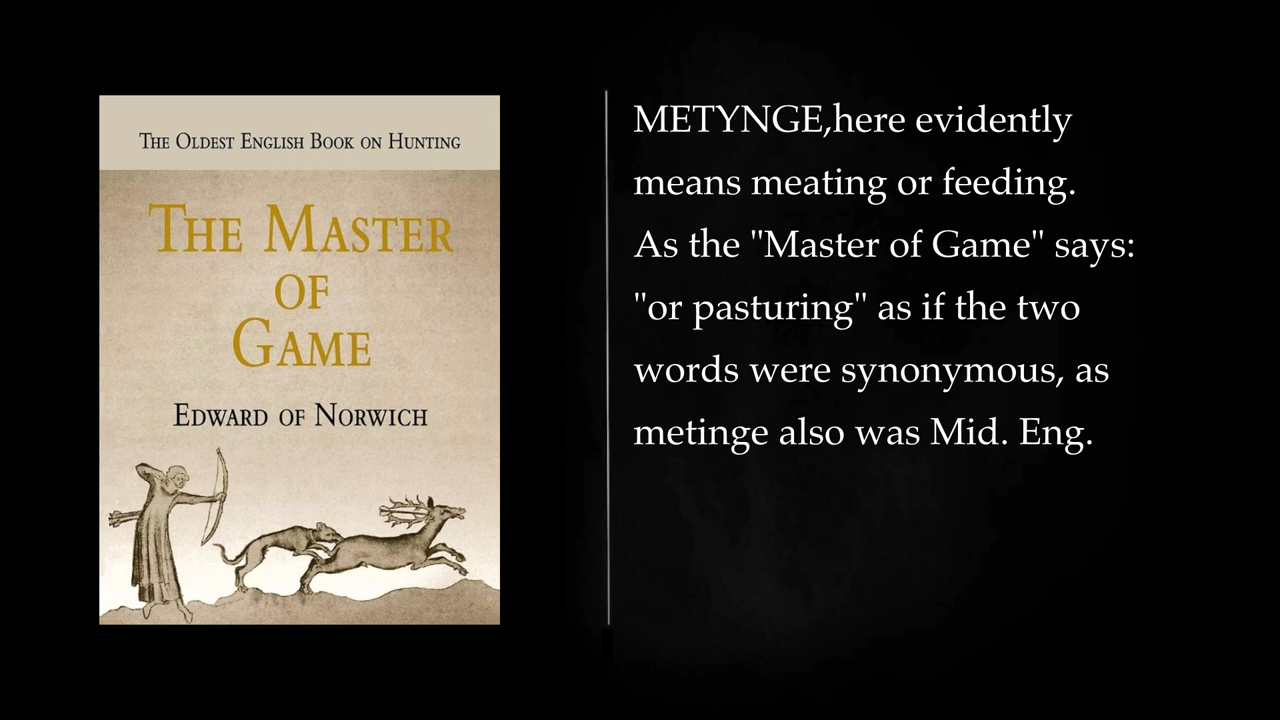 The Oldest English Book on Hunting
The Master
of
Game
Edward of Norwich
METYNGE,here evidently
means meating or feeding.
As the "Master of Game" says:
"or pasturing" as if the two
words were synonymous, as
metinge also was Mid. Eng.